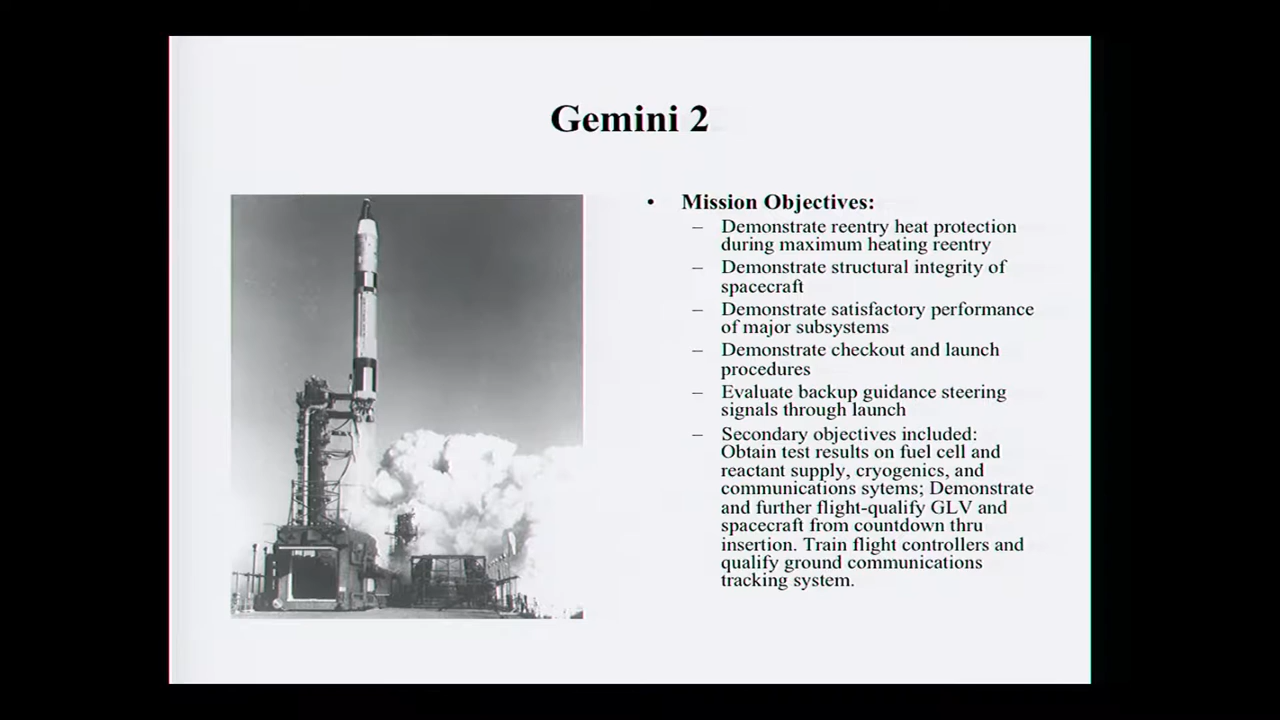 Gemini 2
• Mission Objectives:
– Demonstrate reentry heat protection
during maximum heating reentry
– Demonstrate structural integrity of
spacecraft
– Demonstrate satisfactory performance
of major subsystems
– Demonstrate checkout and launch
procedures
– Evaluate backup guidance steering
signals through launch
– Secondary objectives included:
Obtain test results on fuel cell and
reactant supply, cryogenics, and
communications sytems; Demonstrate
and further flight-qualify GLV and
spacecraft from countdown thru
insertion. Train flight controllers and
qualify ground communications
tracking system.